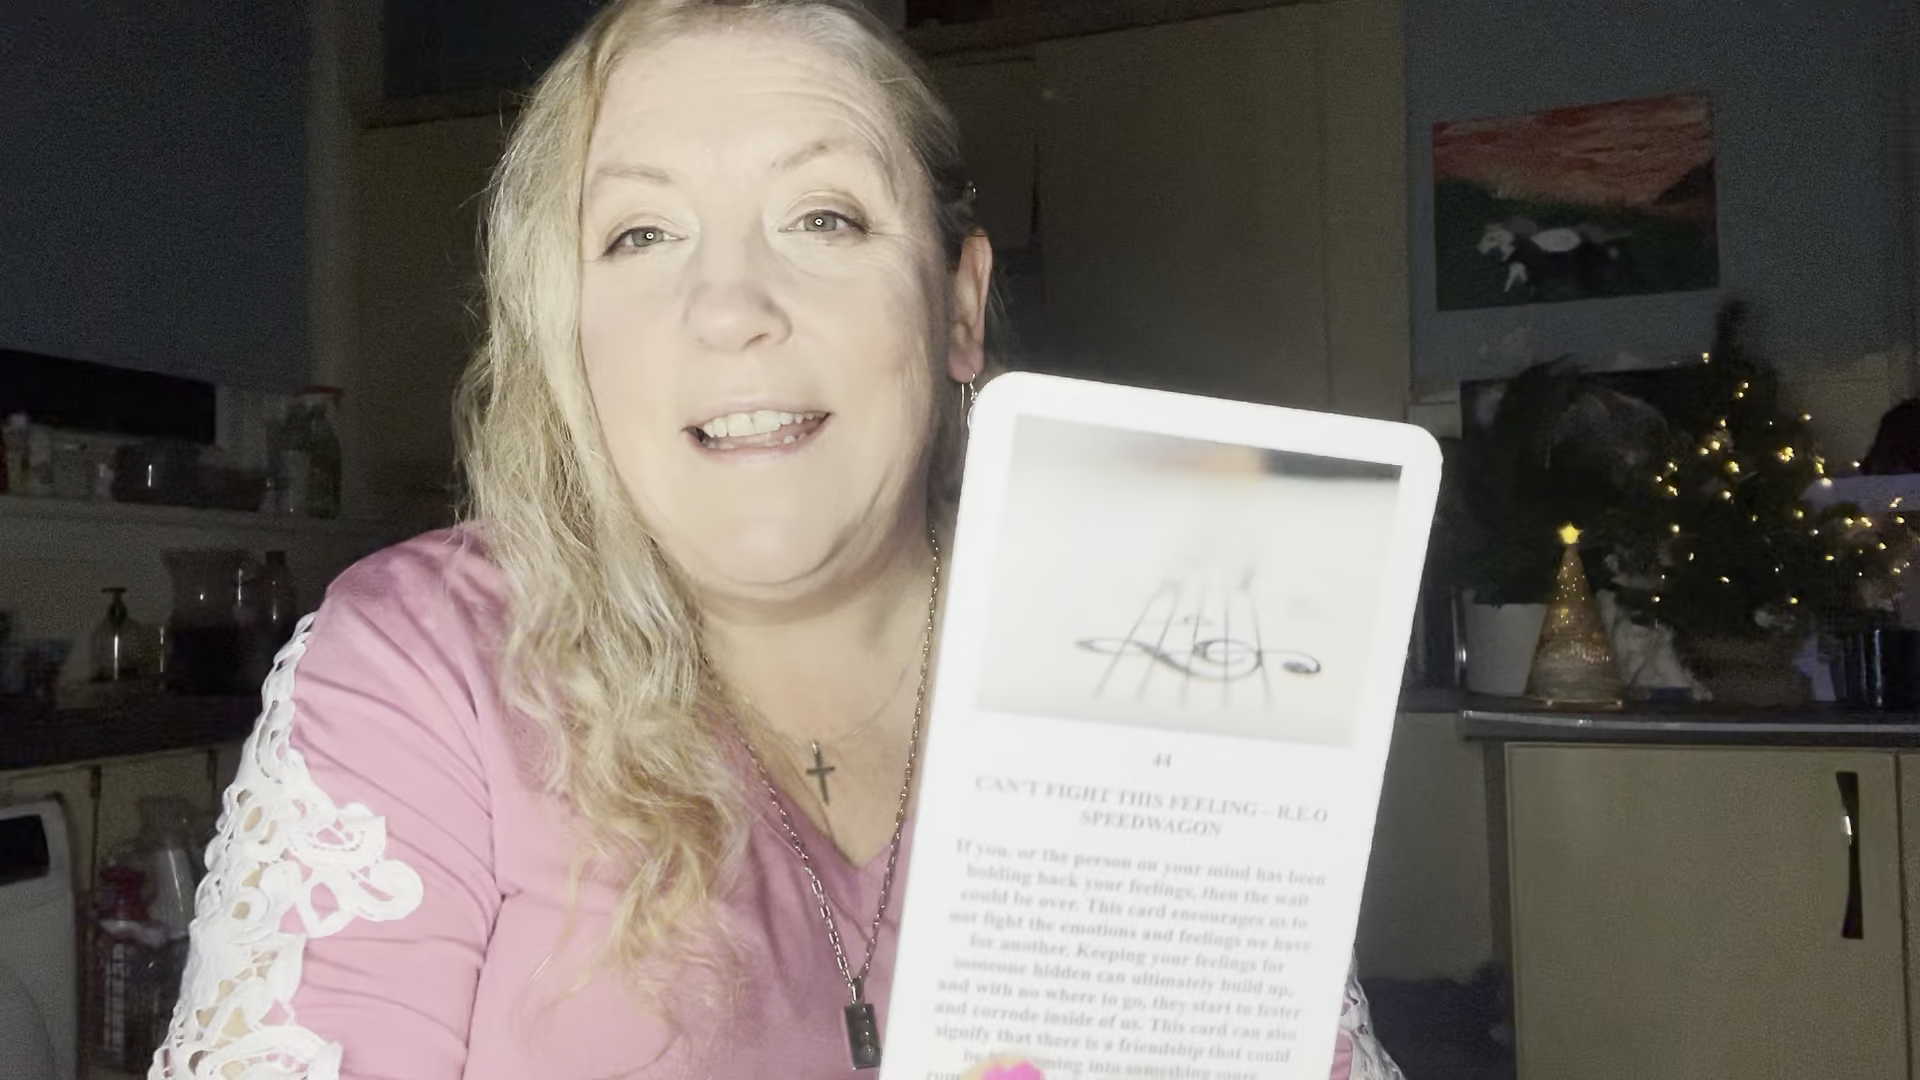 44
CAN'T FIGHT THIS FEELING – R.E.O
SPEEDWAGON
If you, or the person on your mind has been
holding back your feelings, then the wait
could be over. This card encourages us to
not fight the emotions and feelings we have
for another. Keeping your feelings for
someone hidden can ultimately build up,
and with no where to go, they start to fester
and corrode inside of us. This card can also
signify that there is a friendship that could
be into something more